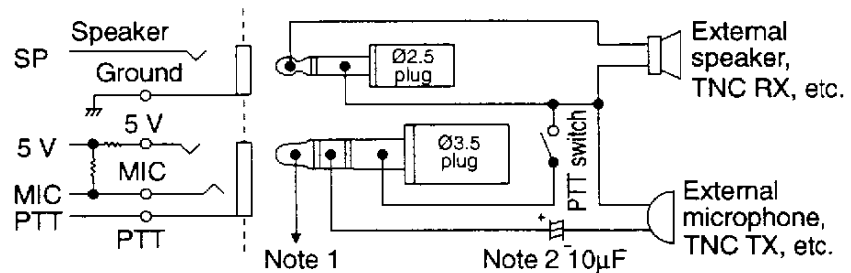 Speaker
SP
Ground
5 V
5 V
MIC
MIC
PTT
PTT
Ø2.5
plug
Ø3.5
plug
PTT switch
+
-
Note 1
Note 2 10µF
External
speaker,
TNC RX, etc.
External
microphone,
TNC TX, etc.